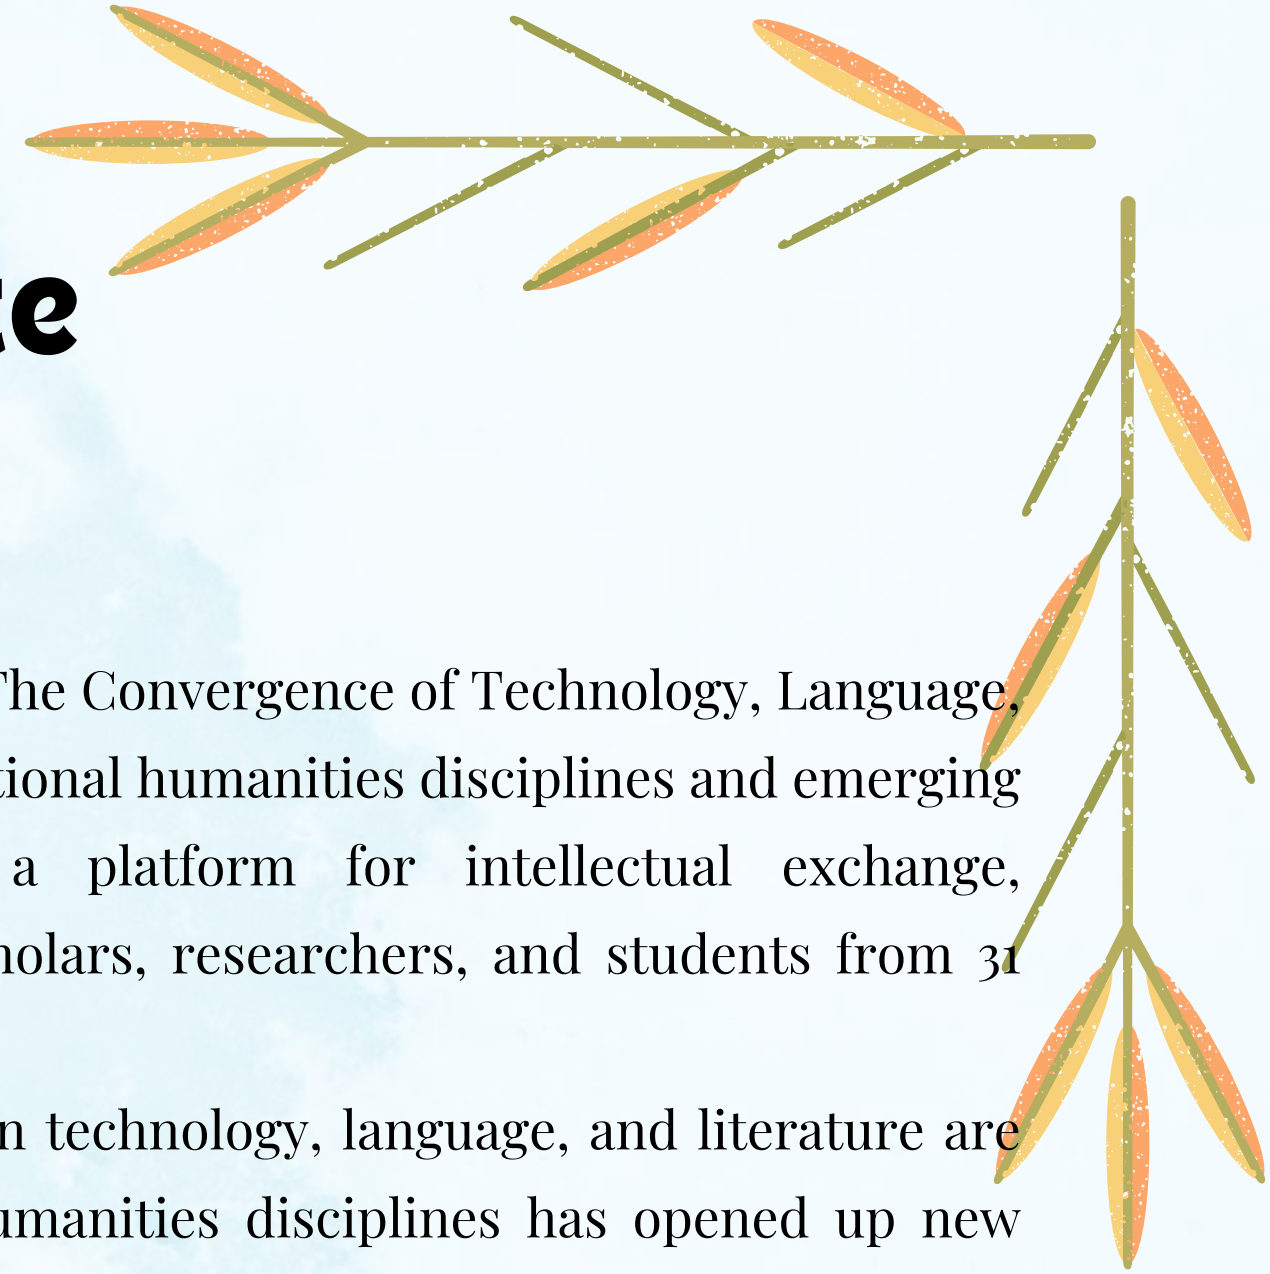 te
The Convergence of Technology, Language,
tional humanities disciplines and emerging
a platform for intellectual exchange,
holars, researchers, and students from 31
n technology, language, and literature are
umanities disciplines has opened up new